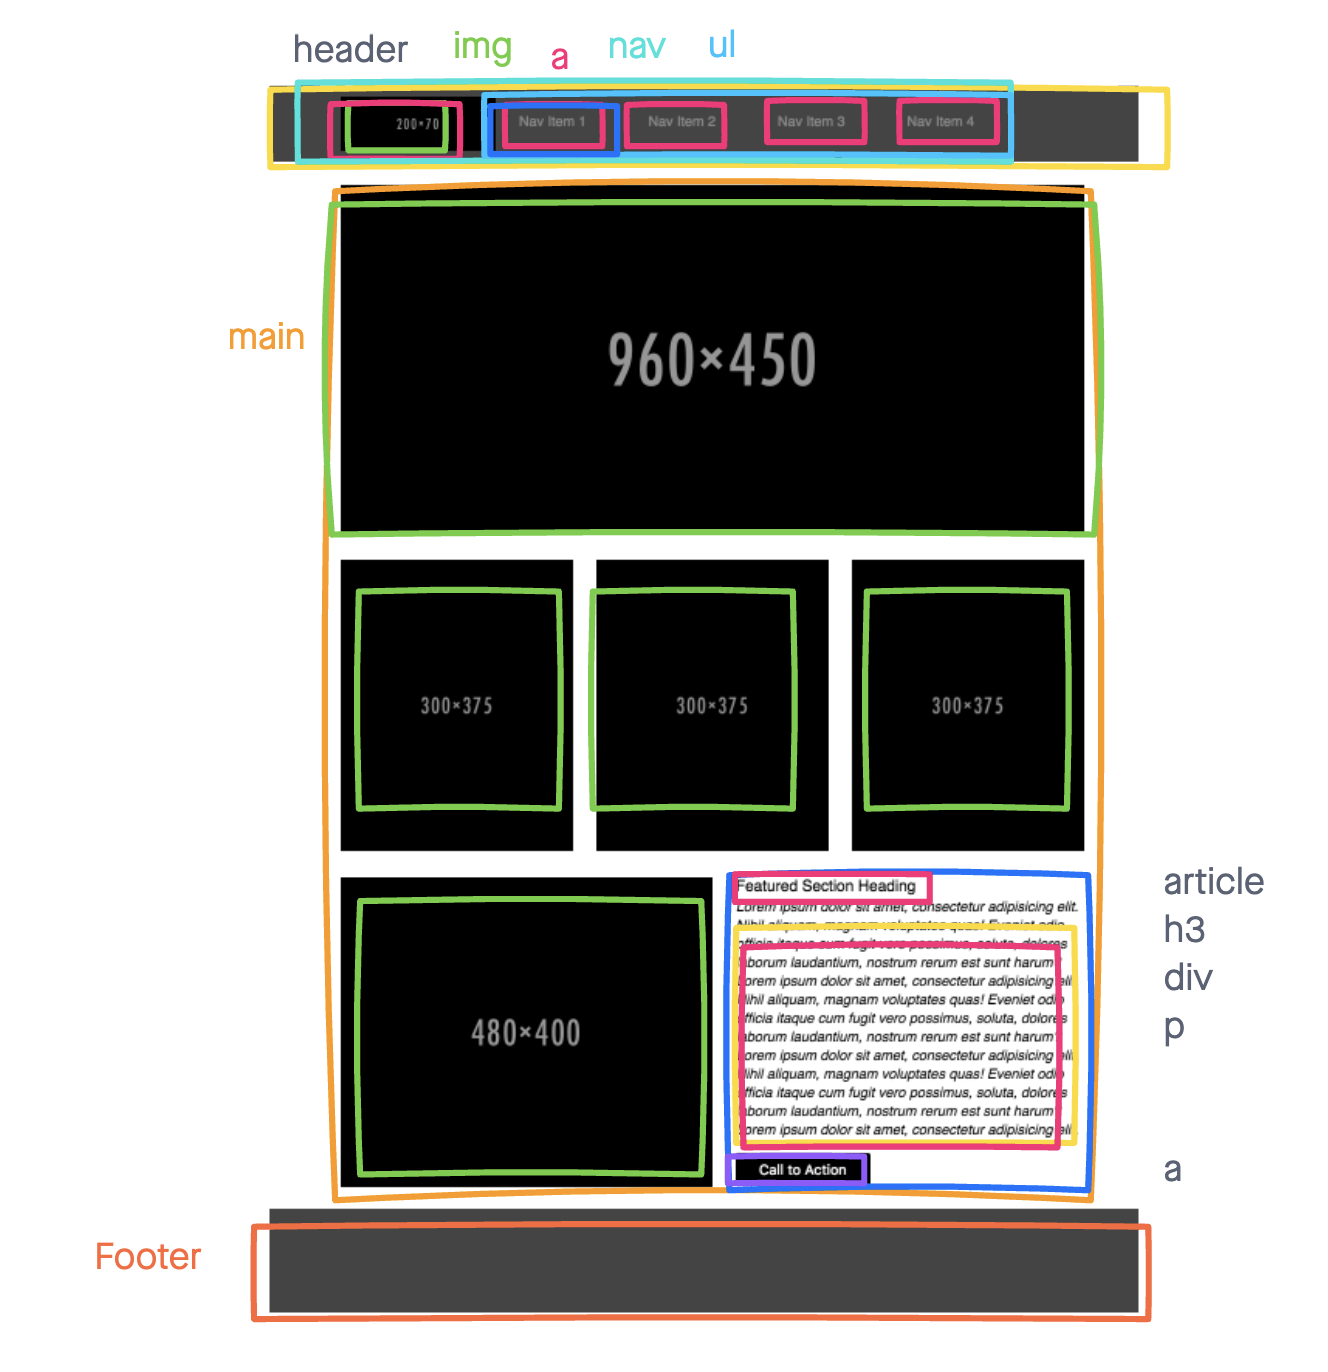 header img a nav ul
200×70 Nav Item 1 Nav Item 2 Nav Item 3 Nav Item 4
main
960×450
300×375 300×375 300×375
480×400
Featured Section Heading
Lorem ipsum dolor sit amet, consectetur adipisicing elit.
Nihil aliquam, magnam voluptates quas! Eveniet odio
officia itaque cum fugit vero possimus, soluta, dolores
laborum laudantium, nostrum rerum est sunt harum?
Lorem ipsum dolor sit amet, consectetur adipisicing elit.
Nihil aliquam, magnam voluptates quas! Eveniet odio
officia itaque cum fugit vero possimus, soluta, dolores
laborum laudantium, nostrum rerum est sunt harum?
Lorem ipsum dolor sit amet, consectetur adipisicing elit.
Nihil aliquam, magnam voluptates quas! Eveniet odio
officia itaque cum fugit vero possimus, soluta, dolores
laborum laudantium, nostrum rerum est sunt harum?
Lorem ipsum dolor sit amet, consectetur adipisicing elit.
Call to Action
article
h3
div
p
a
Footer